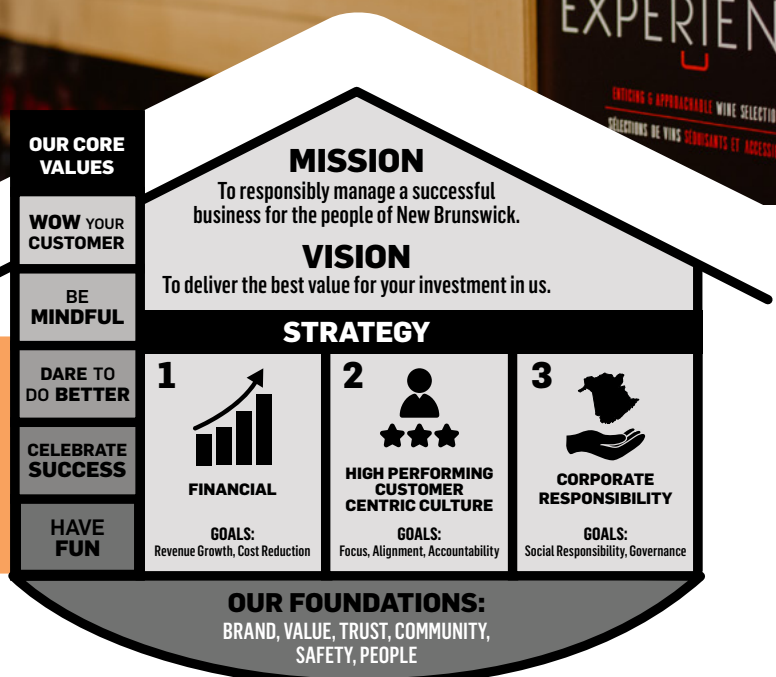 ENTICING & APPROACHABLE WINE
SÉLECTIONS DE VINS SÉDUISANTS ET
OUR CORE
VALUES
WOW YOUR
CUSTOMER
BE
MINDFUL
DARE TO
DO BETTER
CELEBRATE
SUCCESS
HAVE
FUN
MISSION
To responsibly manage a successful
business for the people of New Brunswick.
VISION
To deliver the best value for your investment in us.
STRATEGY
1
FINANCIAL
GOALS:
Revenue Growth, Cost Reduction
2
HIGH PERFORMING
CUSTOMER
CENTRIC CULTURE
GOALS:
Focus, Alignment, Accountability
3
CORPORATE
RESPONSIBILITY
GOALS:
Social Responsibility, Governance
OUR FOUNDATIONS:
BRAND, VALUE, TRUST, COMMUNITY,
SAFETY, PEOPLE